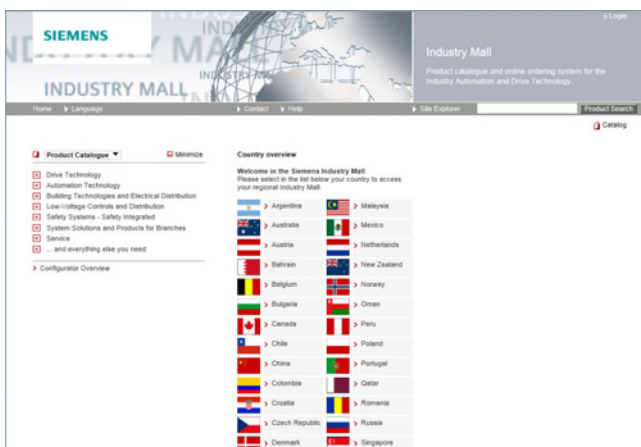 SIEMENS
INDUSTRY MALL
Login
Industry Mall
Product catalogue and online ordering system for the
Industry Automation and Drive Technology.
Home Language Contact Help Site Explorer Product Search
Catalog
Product Catalogue Minimize
Drive Technology
Automation Technology
Building Technologies and Electrical Distribution
Low-Voltage Controls and Distribution
Safety Systems - Safety Integrated
System Solutions and Products for Branches
Service
... and everything else you need
Configurator Overview
Country overview
Welcome in the Siemens Industry Mall
Please select in the list below your country to access
your regional Industry Mall.
Argentina Malaysia
Australia Mexico
Austria Netherlands
Bahrain New Zealand
Belgium Norway
Bulgaria Oman
Canada Peru
Chile Poland
China Portugal
Colombia Qatar
Croatia Romania
Czech Republic Russia
Denmark Singapore